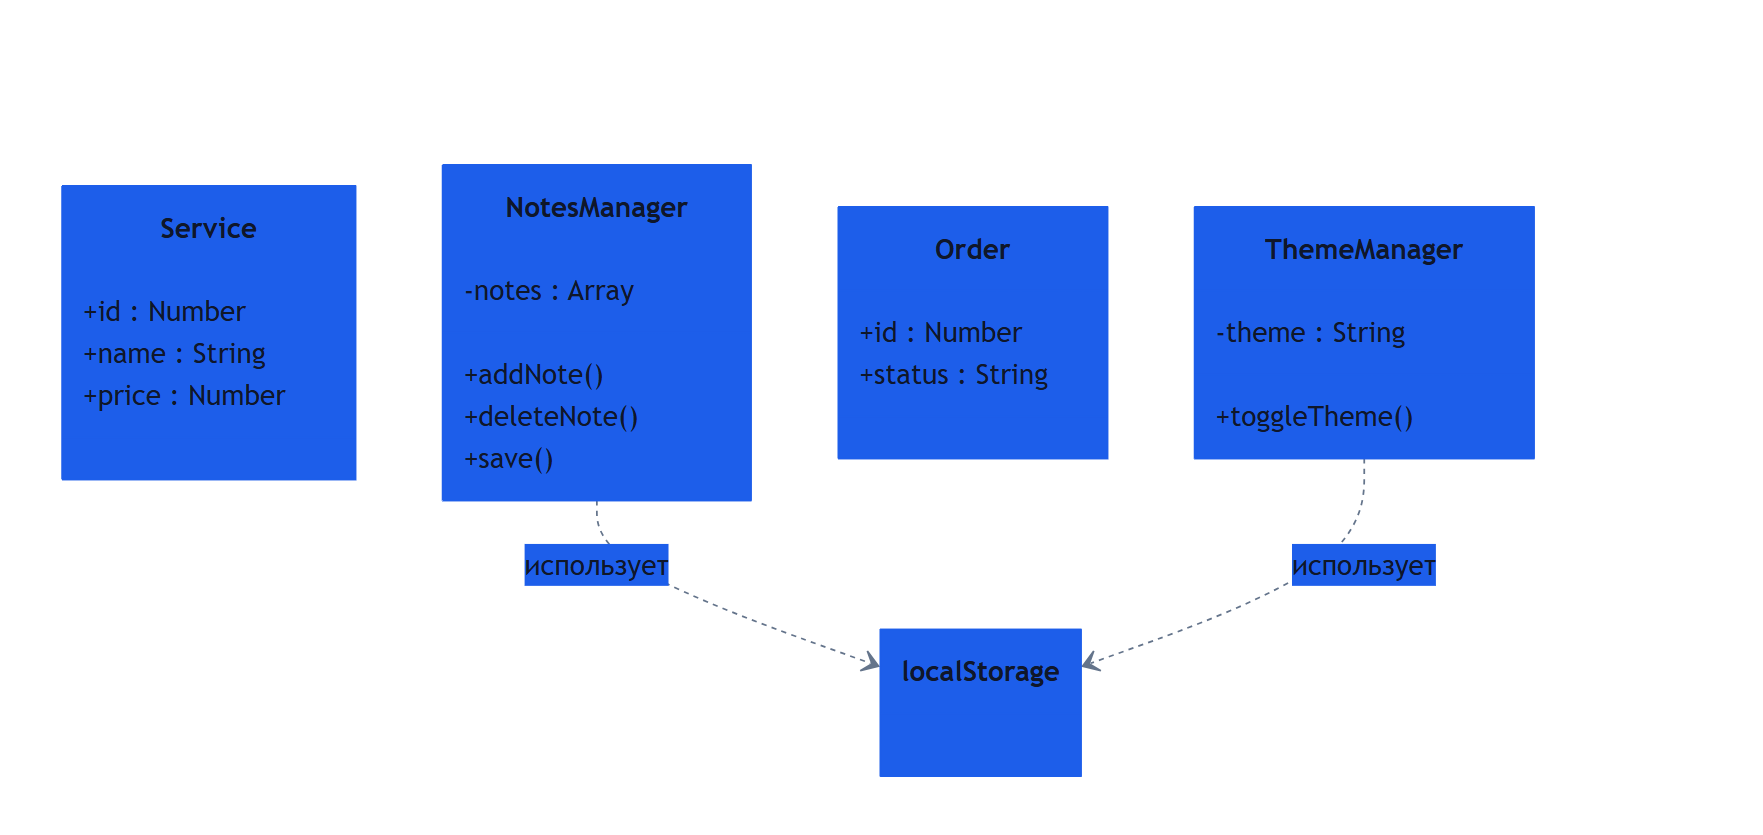 Service
+id : Number
+name : String
+price : Number
NotesManager
-notes : Array
+addNote()
+deleteNote()
+save()
Order
+id : Number
+status : String
ThemeManager
-theme : String
+toggleTheme()
использует
использует
localStorage